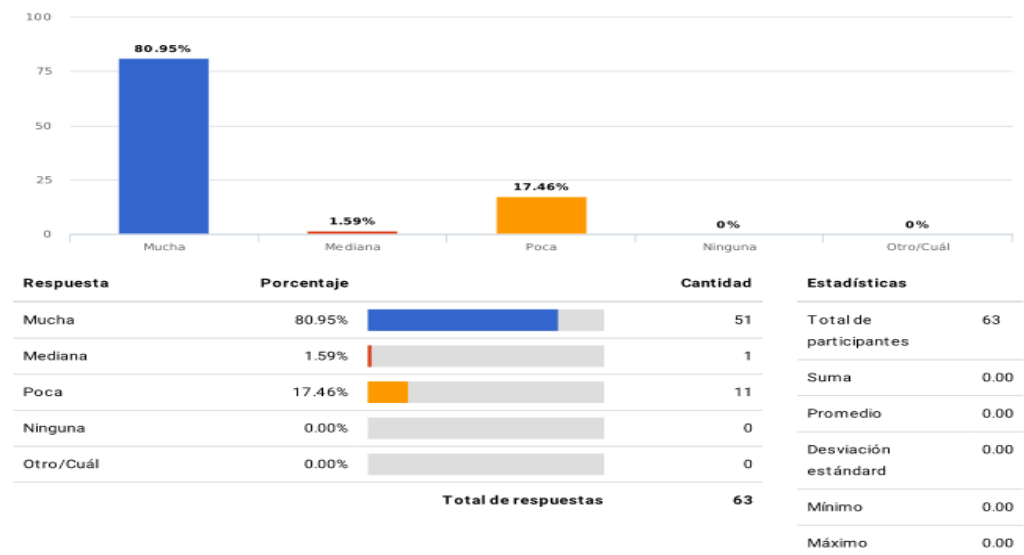 100
80.95%
75
50
25
17.46%
1.59%
0%
0%
0
Mucha
Mediana
Poca
Ninguna
Otro/Cuál
Respuesta Porcentaje Cantidad
Mucha 80.95% 51
Mediana 1.59% 1
Poca 17.46% 11
Ninguna 0.00% 0
Otro/Cuál 0.00% 0
Total de respuestas 63
Estadísticas
Total de 63
participantes
Suma 0.00
Promedio 0.00
Desviación 0.00
estándard
Mínimo 0.00
Máximo 0.00